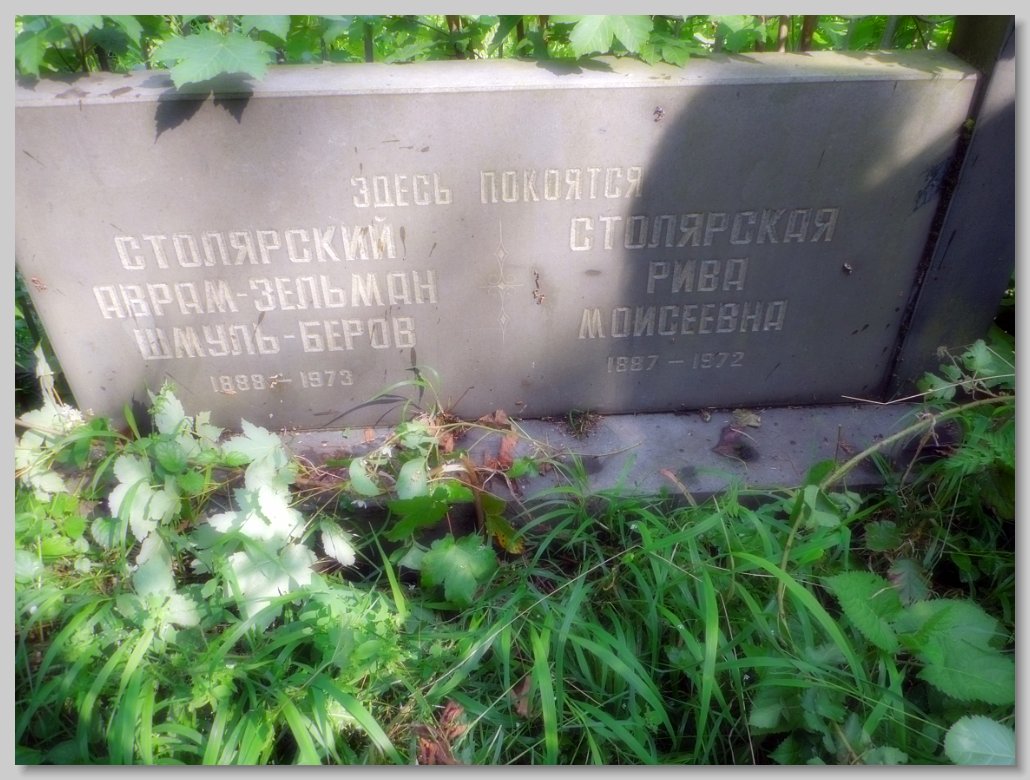 ЗДЕСЬ ПОКОЯТСЯ
СТОЛЯРСКИЙ
АВРАМ-ЗЕЛЬМАН
ШМУЛЬ-БЕРОВ
1888 – 1973
СТОЛЯРСКАЯ
РИВА
МОИСЕЕВНА
1887 – 1972